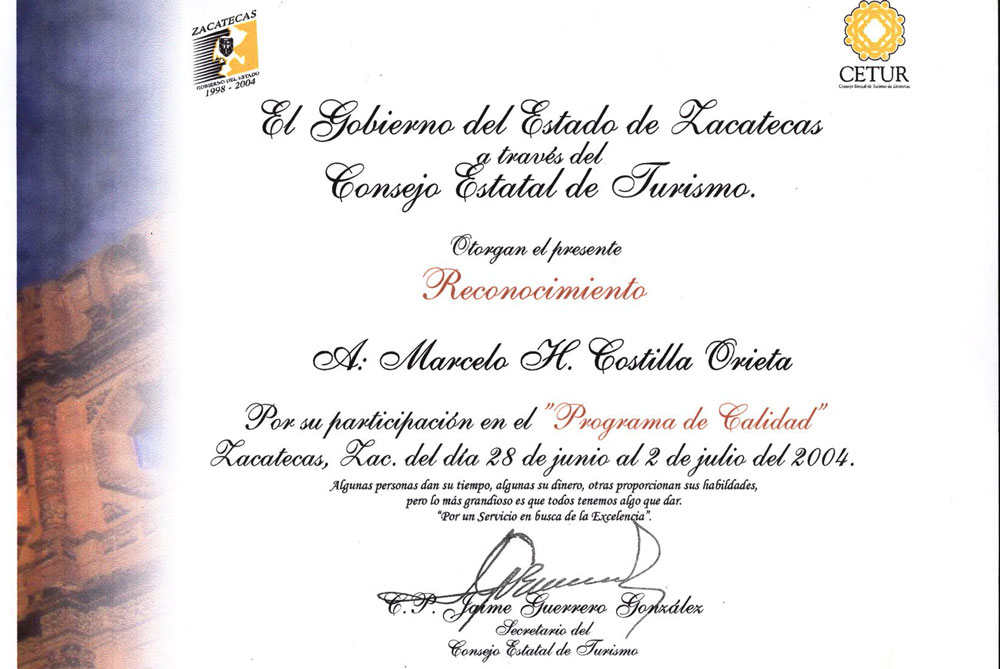 ZACATECAS
GOBIERNO DEL ESTADO
1998 - 2004
CETUR
Consejo Estatal de Turismo de Zacatecas
El Gobierno del Estado de Zacatecas
a través del
Consejo Estatal de Turismo.
Otorgan el presente
Reconocimiento
A: Marcelo H. Costilla Orieta
Por su participación en el "Programa de Calidad"
Zacatecas, Zac. del día 28 de junio al 2 de julio del 2004.
Algunas personas dan su tiempo, algunas su dinero, otras proporcionan sus habildades,
pero lo más grandioso es que todos tenemos algo que dar.
"Por un Servicio en busca de la Excelencia".
C.P. Jaime Guerrero González
Secretario del
Consejo Estatal de Turismo